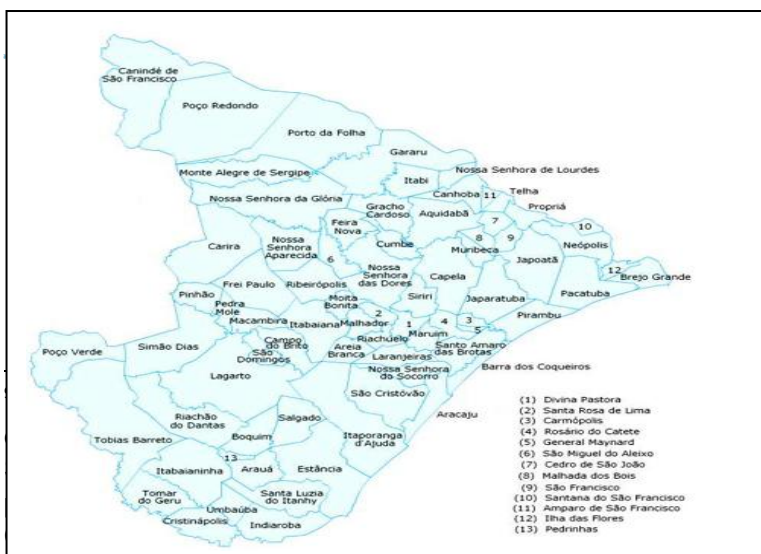 Canindé de
São Francisco
Poço Redondo
Porto da Folha
Gararu
Monte Alegre de Sergipe
Nossa Senhora de Lourdes
Itabi
Canhoba
11
Telha
Nossa Senhora da Glória
Gracho
Cardoso
Aquidabã
Propriá
7
10
Feira
Nova
8
9
Neópolis
Carira
Nossa
Senhora
Aparecida
6
Cumbe
Muribeca
Japoatã
12
Brejo Grande
Frei Paulo
Ribeirópolis
Nossa
Senhora
das Dores
Capela
Pacatuba
Pinhão
Siriri
Japaratuba
Pedra
Mole
Moita
Bonita
Pirambu
Macambira
Itabaiana
Malhador
2
1
4
3
5
Poço Verde
Simão Dias
Campo
do Brito
São
Domingos
Areia
Branca
Riachuelo
Maruim
Santo Amaro
das Brotas
Laranjeiras
Nossa Senhora
do Socorro
Barra dos Coqueiros
Lagarto
São Cristóvão
Aracaju
Riachão
do Dantas
Salgado
Tobias Barreto
Boquim
Itaporanga
d'Ajuda
13
Itabaianinha
Arauá
Estância
Tomar
do Geru
Santa Luzia
do Itanhy
Umbaúba
Cristinápolis
Indiaroba
(1) Divina Pastora
(2) Santa Rosa de Lima
(3) Carmópolis
(4) Rosário do Catete
(5) General Maynard
(6) São Miguel do Aleixo
(7) Cedro de São João
(8) Malhada dos Bois
(9) São Francisco
(10) Santana do São Francisco
(11) Amparo de São Francisco
(12) Ilha das Flores
(13) Pedrinhas